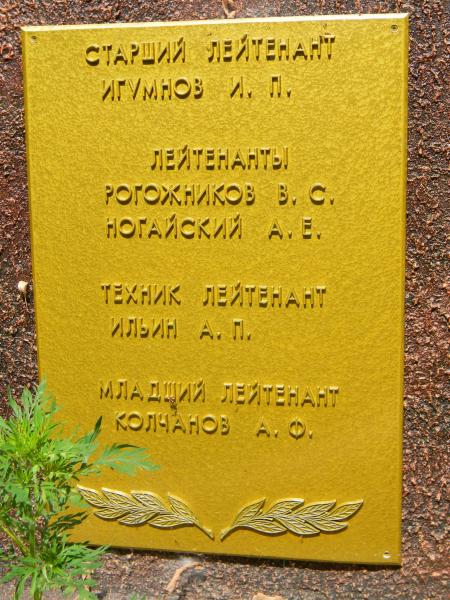 СТАРШИЙ ЛЕЙТЕНАНТ
ИГУМНОВ И. П.
ЛЕЙТЕНАНТЫ
РОГОЖНИКОВ В. С.
НОГАЙСКИЙ Д. Е.
ТЕХНИК ЛЕЙТЕНАНТ
ИЛЬИН А. П.
МЛАДШИЙ ЛЕЙТЕНАНТ
КОЛЧАНОВ А. Ф.